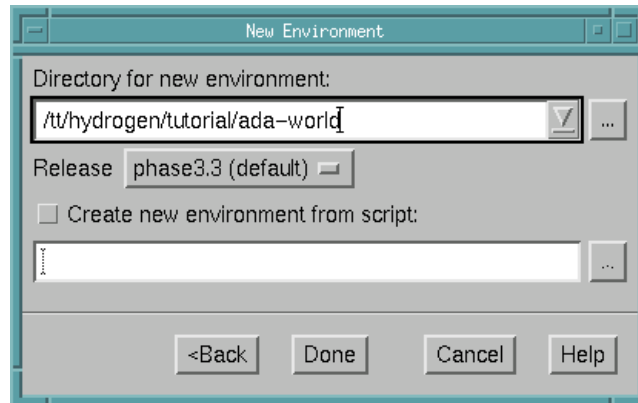 New Environment
Directory for new environment:
/tt/hydrogen/tutorial/ada-world
...
Release phase3.3 (default)
Create new environment from script:
...
<Back Done Cancel Help